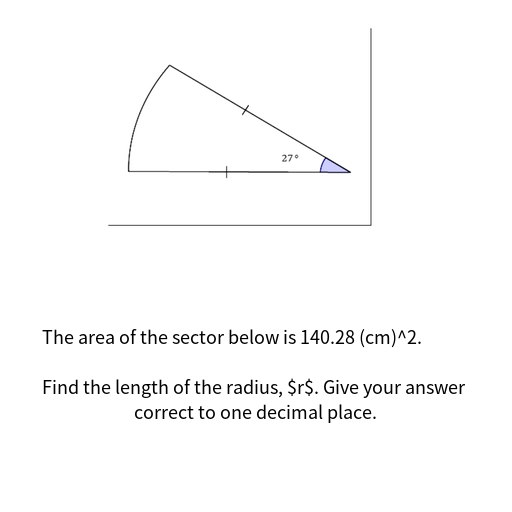 27°
The area of the sector below is 140.28 (cm)^2.
Find the length of the radius, $r$. Give your answer
correct to one decimal place.